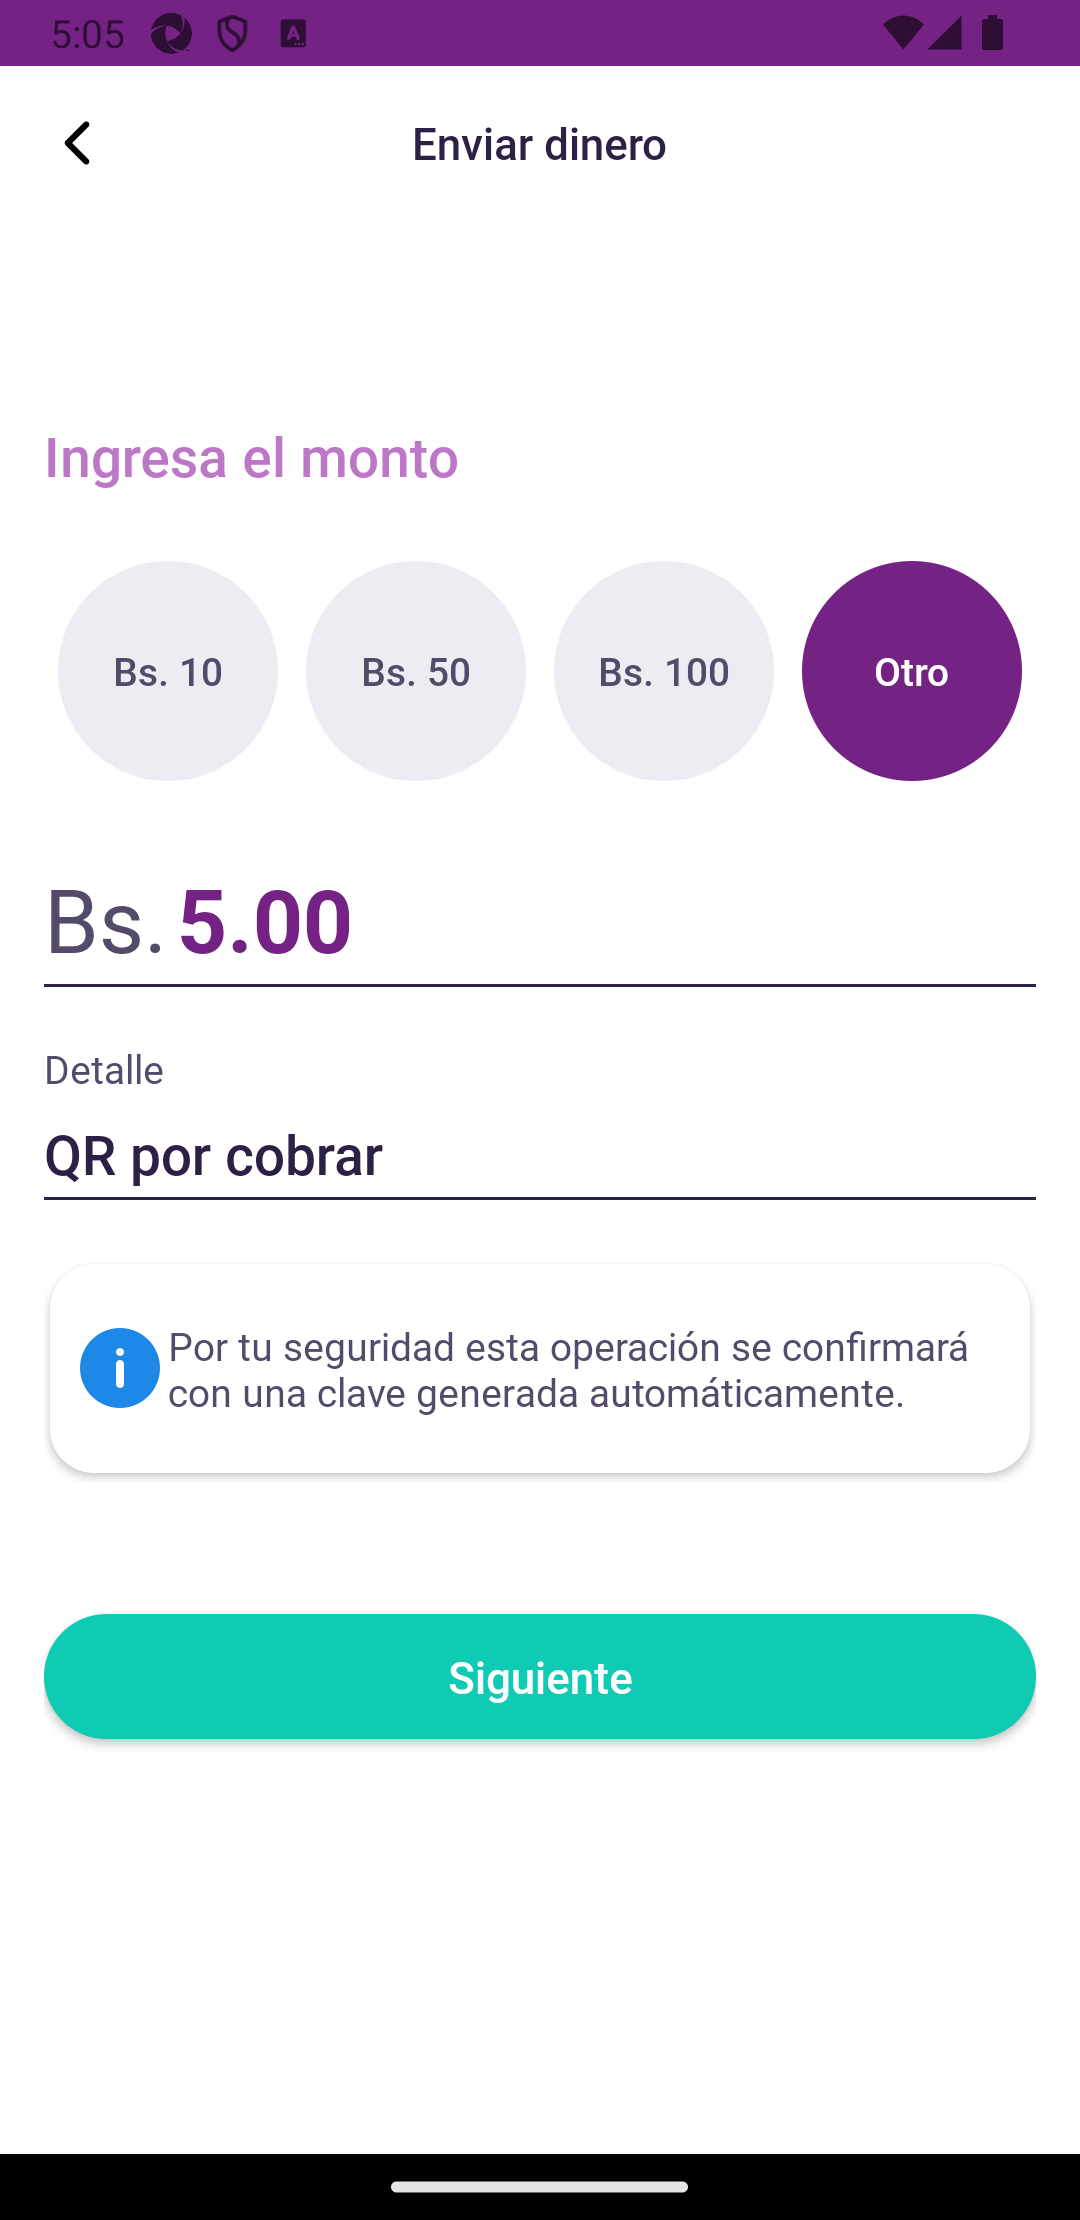 5:05
Enviar dinero
Ingresa el monto
Bs. 10
Bs. 50
Bs. 100
Otro
Bs. 5.00
Detalle
QR por cobrar
Por tu seguridad esta operación se confirmará
con una clave generada automáticamente.
Siguiente